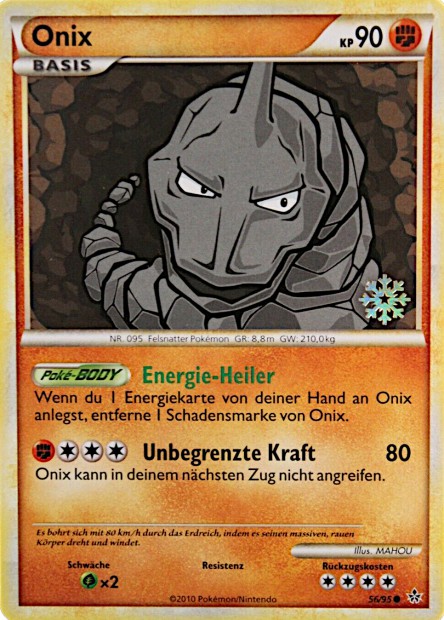 Onix
KP 90
BASIS
NR. 095 Felsnatter Pokémon GR: 8,8m GW: 210,0kg
Poké-BODY Energie-Heiler
Wenn du 1 Energiekarte von deiner Hand an Onix
anlegst, entferne 1 Schadensmarke von Onix.
Unbegrenzte Kraft 80
Onix kann in deinem nächsten Zug nicht angreifen.
Es bohrt sich mit 80 km/h durch das Erdreich, indem es seinen massiven, rauen
Körper dreht und windet.
Illus. MAHOU
Schwäche Resistenz Rückzugskosten
×2
©2010 Pokémon/Nintendo
56/95